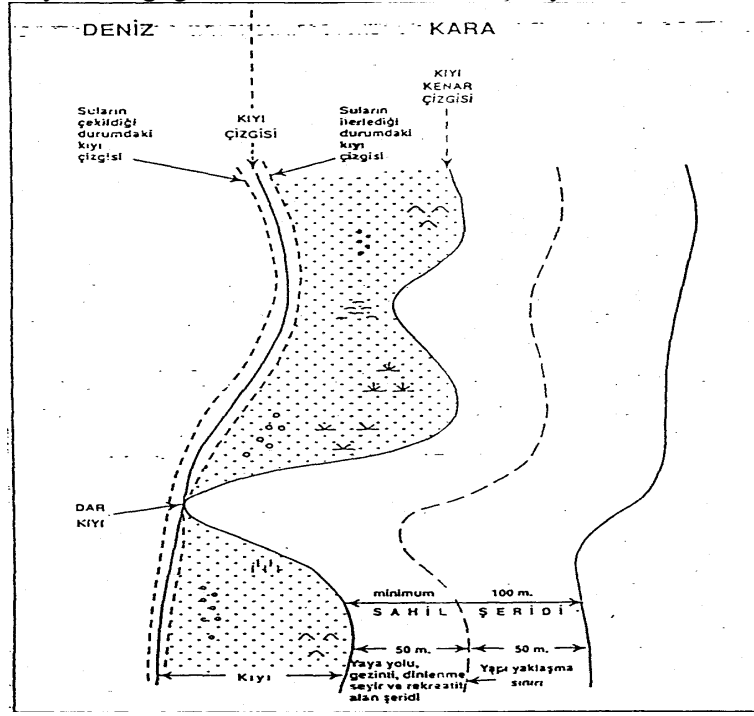 DENİZ
KARA
KIYI
KENAR
ÇİZGİSİ
Suların
çekildiği
durumdaki
kıyı
çizgisi
KIYI
ÇİZGİSİ
Suların
ilerlediği
durumdaki
kıyı
çizgisi
DAR
KIYI
minimum 100 m.
SAHİL ŞERİDİ
50 m. 50 m.
Kıyı
Yaya yolu,
gezinti, dinlenme
seyir ve rekreatif
alan şeridi
Yapı yaklaşma
sınırı